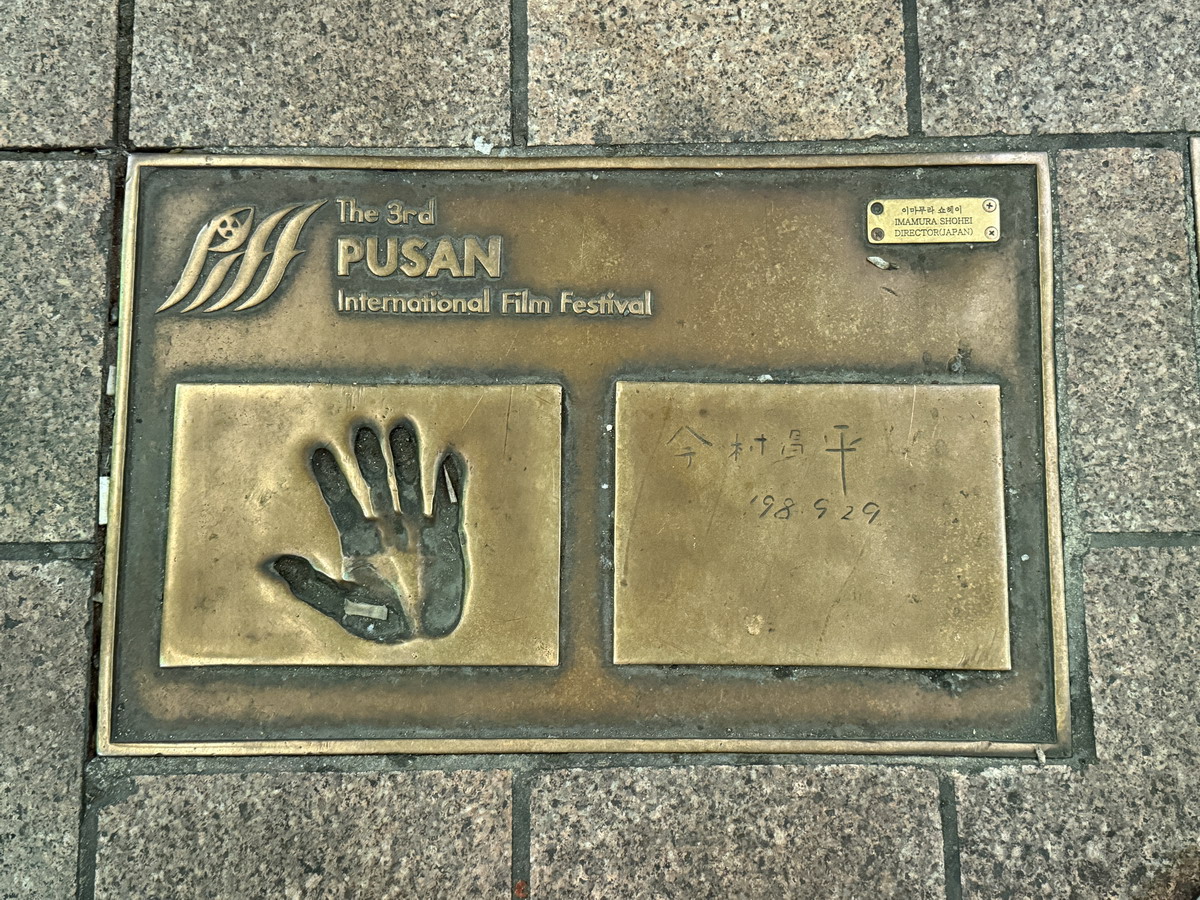 Piff
The 3rd
PUSAN
International Film Festival
이마무라 쇼헤이
IMAMURA SHOHEI
DIRECTOR(JAPAN)
今村昌平
'98.9 29